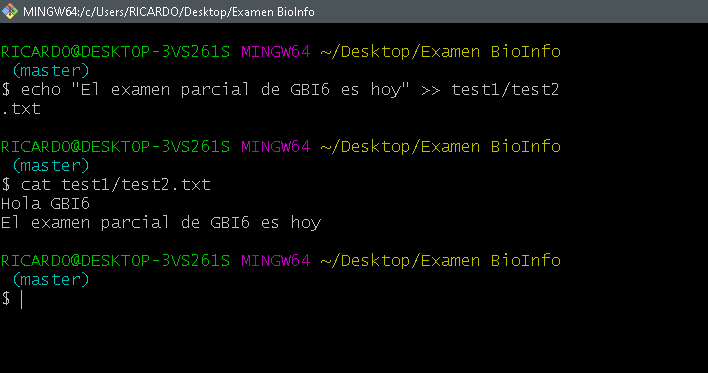 MINGW64:/c/Users/RICARDO/Desktop/Examen BioInfo
RICARDO@DESKTOP-3VS261S MINGW64 ~/Desktop/Examen BioInfo
(master)
$ echo "El examen parcial de GBI6 es hoy" >> test1/test2
.txt
RICARDO@DESKTOP-3VS261S MINGW64 ~/Desktop/Examen BioInfo
(master)
$ cat test1/test2.txt
Hola GBI6
El examen parcial de GBI6 es hoy
RICARDO@DESKTOP-3VS261S MINGW64 ~/Desktop/Examen BioInfo
(master)
$